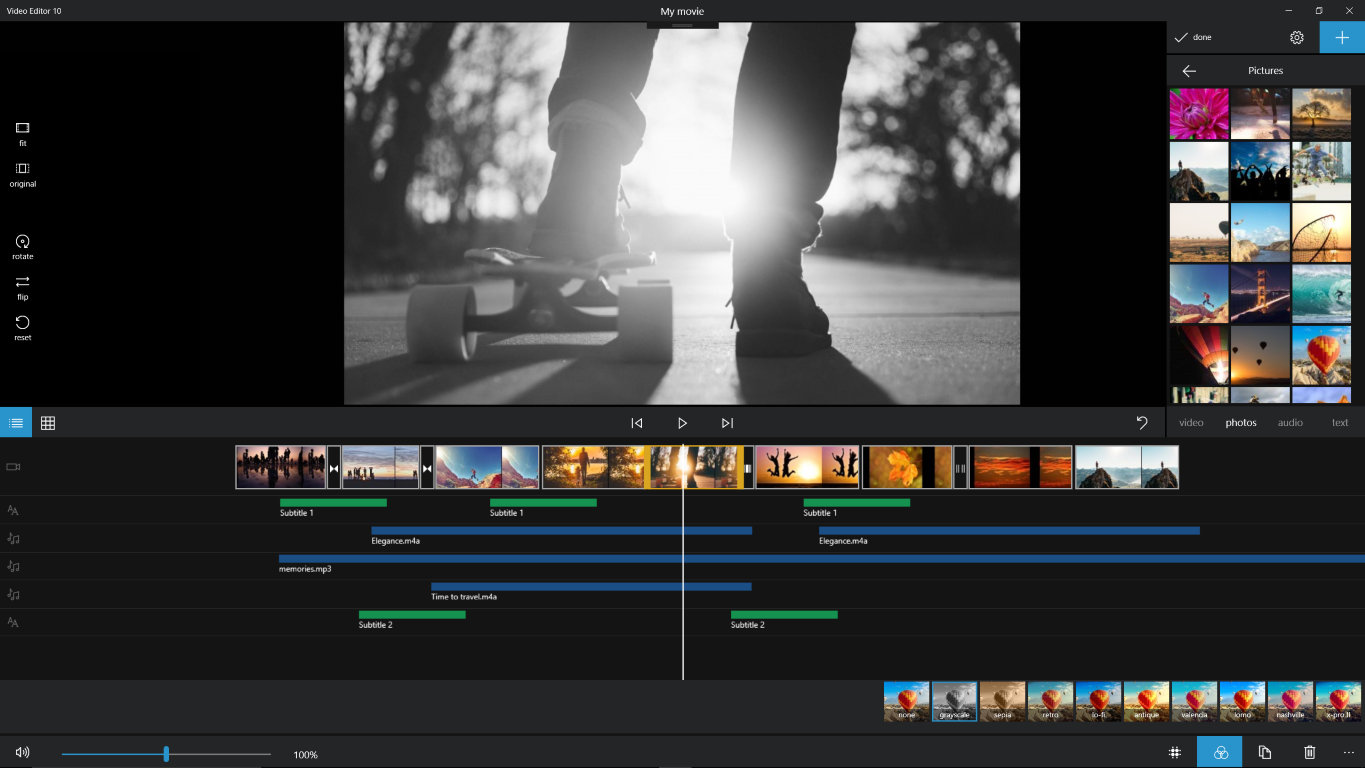 Video Editor 10
My movie
done
Pictures
fit
original
rotate
flip
reset
video photos audio text
Subtitle 1 Subtitle 1 Subtitle 1
Elegance.m4a Elegance.m4a
memories.mp3
Time to travel.m4a
Subtitle 2 Subtitle 2
none grayscale sepia retro lo-fi antique valencia lomo nashville x-pro II
100%